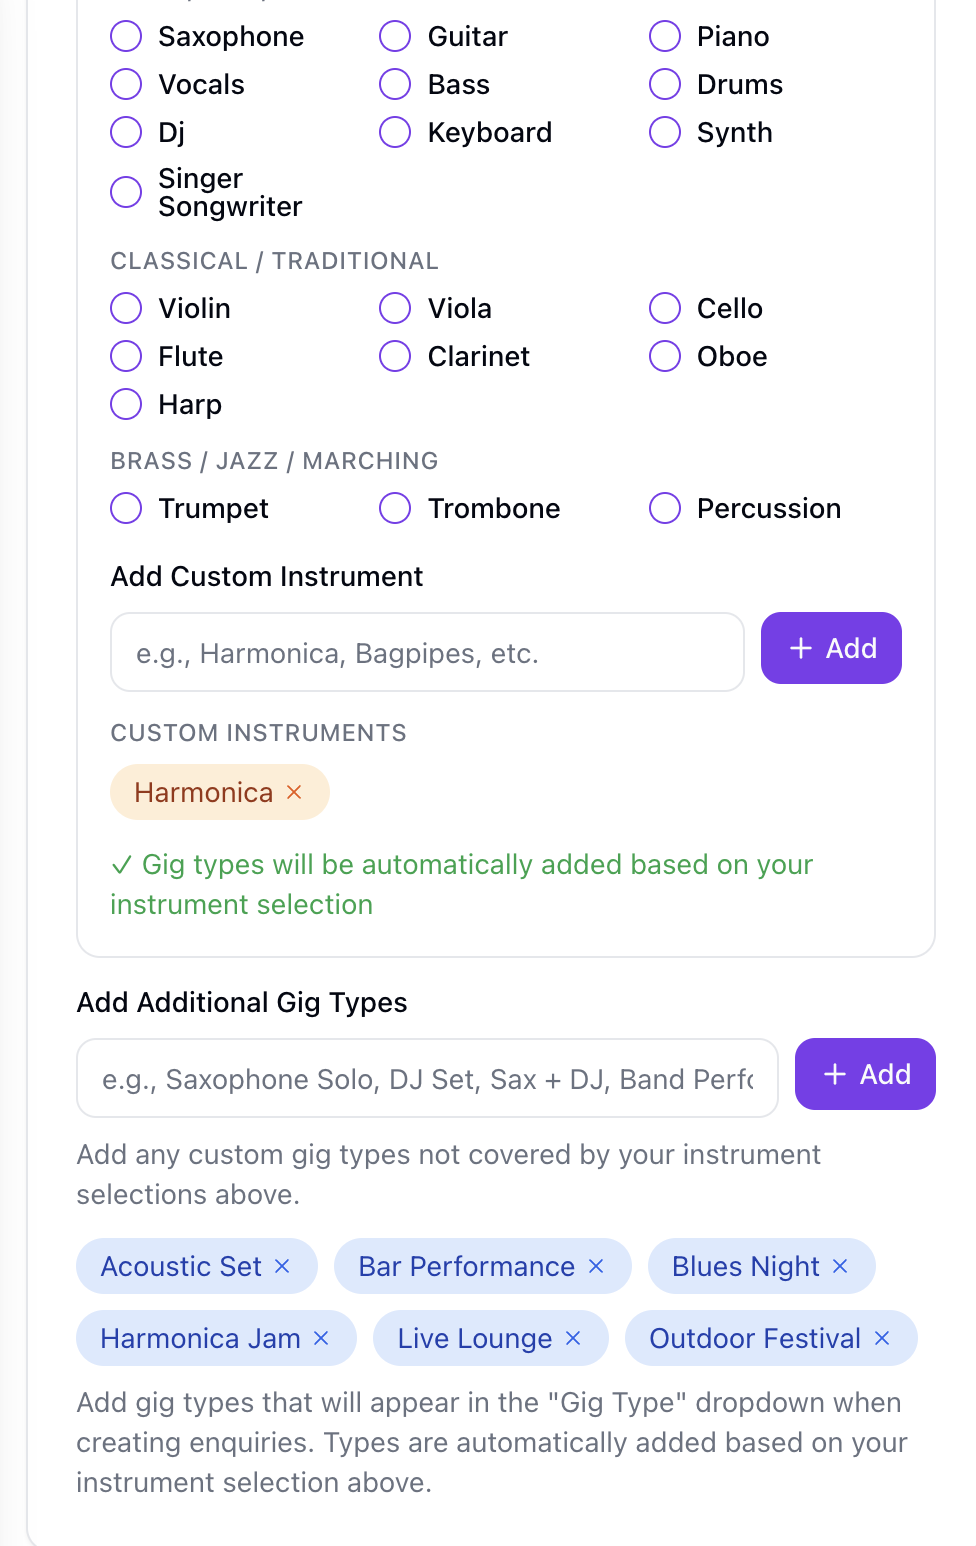 Saxophone
Guitar
Piano
Vocals
Bass
Drums
Dj
Keyboard
Synth
Singer
Songwriter
CLASSICAL / TRADITIONAL
Violin
Viola
Cello
Flute
Clarinet
Oboe
Harp
BRASS / JAZZ / MARCHING
Trumpet
Trombone
Percussion
Add Custom Instrument
e.g., Harmonica, Bagpipes, etc.
+ Add
CUSTOM INSTRUMENTS
Harmonica ×
✓ Gig types will be automatically added based on your
instrument selection
Add Additional Gig Types
e.g., Saxophone Solo, DJ Set, Sax + DJ, Band Perfo
+ Add
Add any custom gig types not covered by your instrument
selections above.
Acoustic Set ×
Bar Performance ×
Blues Night ×
Harmonica Jam ×
Live Lounge ×
Outdoor Festival ×
Add gig types that will appear in the "Gig Type" dropdown when
creating enquiries. Types are automatically added based on your
instrument selection above.